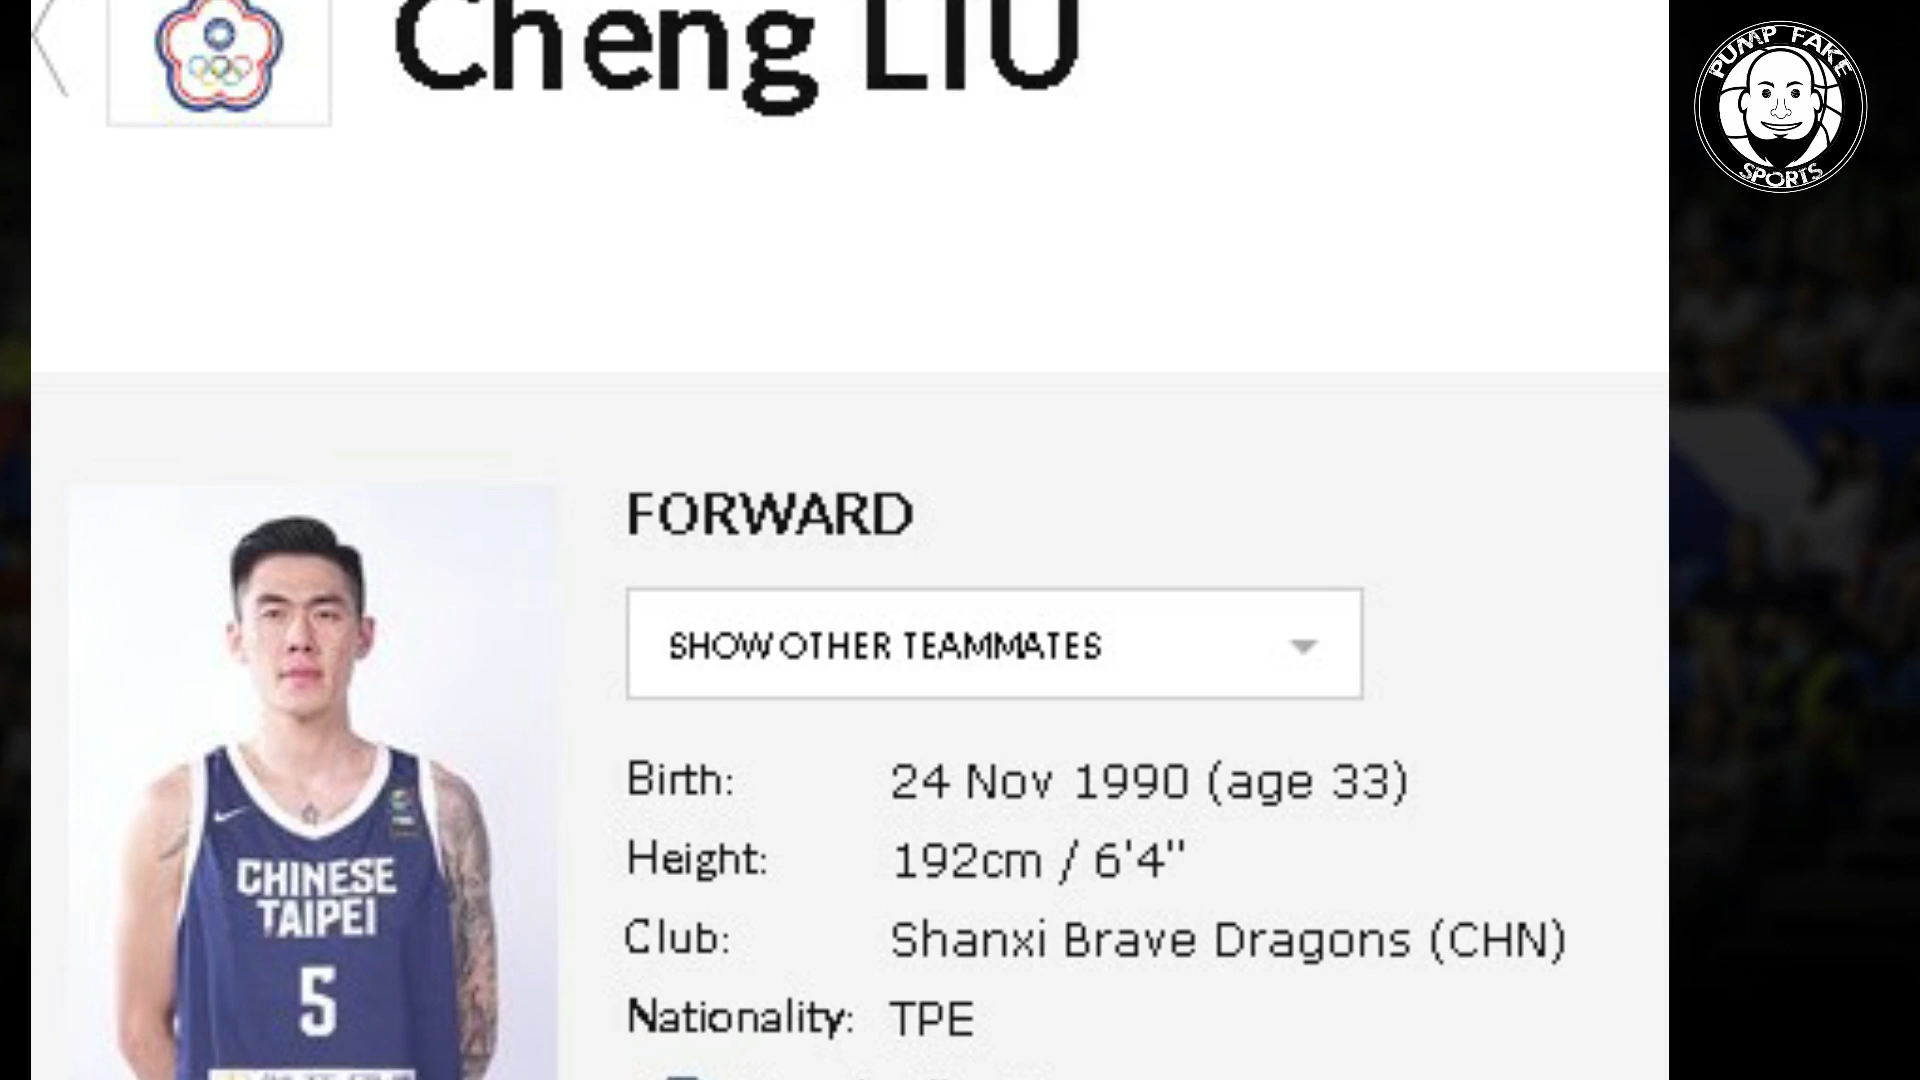 Cheng LIU
PUMP FAKE
SPORTS
FORWARD
SHOW OTHER TEAMMATES
Birth: 24 Nov 1990 (age 33)
Height: 192cm / 6'4"
Club: Shanxi Brave Dragons (CHN)
Nationality: TPE
CHINESE
TAIPEI
5